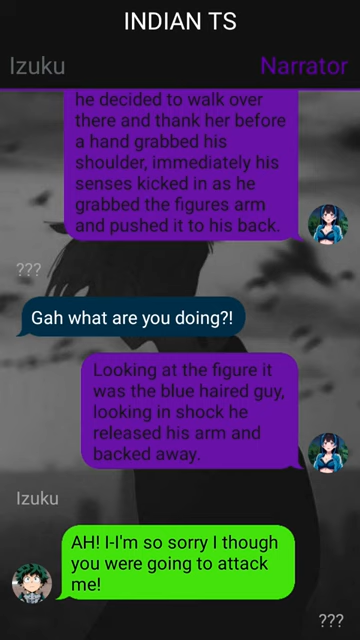 INDIAN TS
Izuku Narrator
he decided to walk over
there and thank her before
a hand grabbed his
shoulder, immediately his
senses kicked in as he
grabbed the figures arm
and pushed it to his back.
???
Gah what are you doing?!
Looking at the figure it
was the blue haired guy,
looking in shock he
released his arm and
backed away.
Izuku
AH! I-I'm so sorry I though
you were going to attack
me!
???